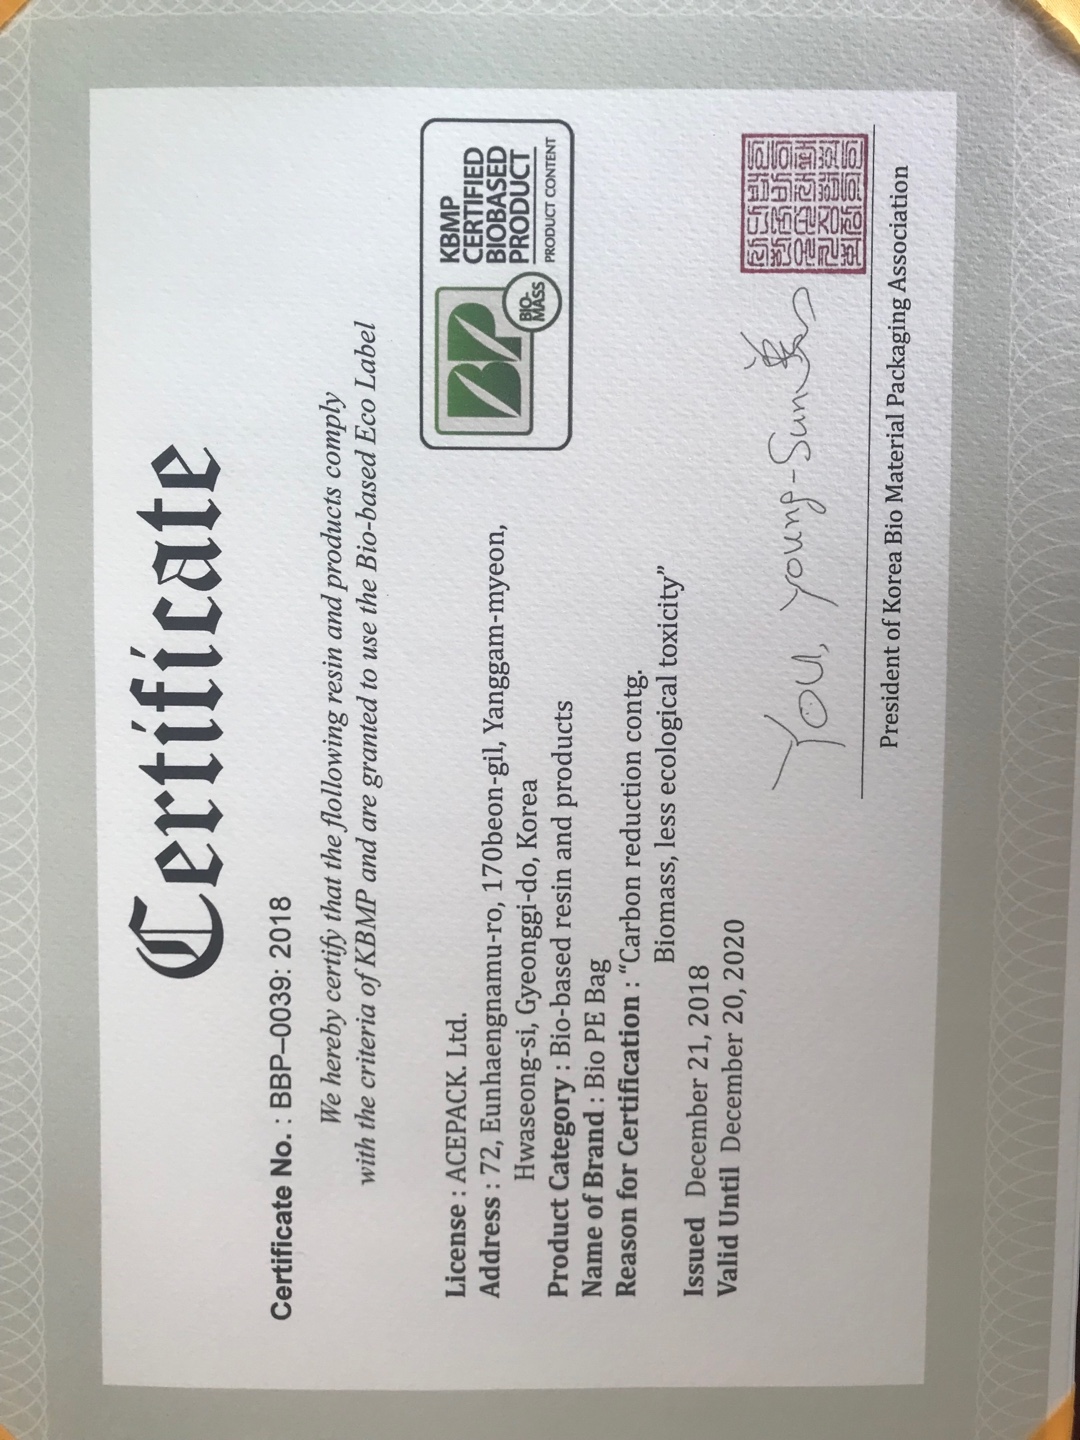 Certificate
Certificate No. : BBP–0039: 2018
We hereby certify that the flollowing resin and products comply
with the criteria of KBMP and are granted to use the Bio-based Eco Label
KBMP
CERTIFIED
BIOBASED
PRODUCT
PRODUCT CONTENT
BP
BIO-
MASS
License : ACEPACK. Ltd.
Address : 72, Eunhaengnamu-ro, 170beon-gil, Yanggam-myeon,
Hwaseong-si, Gyeonggi-do, Korea
Product Category : Bio-based resin and products
Name of Brand : Bio PE Bag
Reason for Certification : “Carbon reduction contg.
Biomass, less ecological toxicity”
Issued December 21, 2018
Valid Until December 20, 2020
You, Young-Sun
President of Korea Bio Material Packaging Association